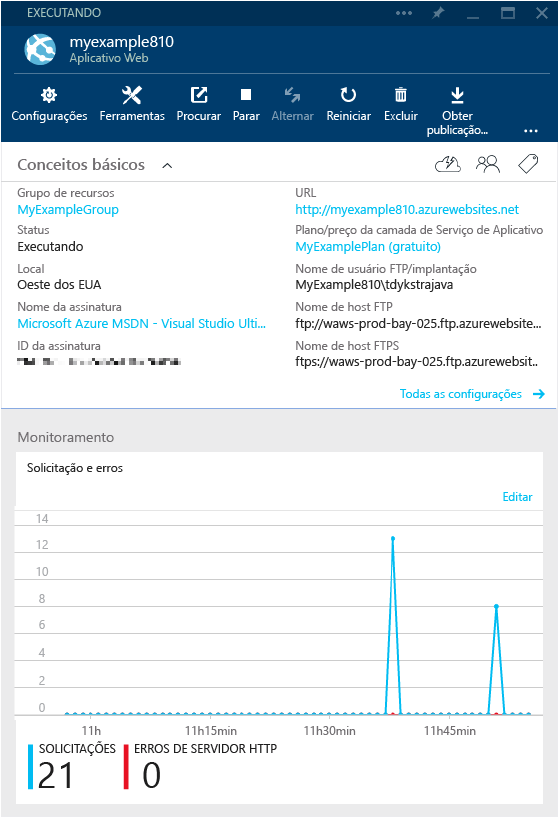 EXECUTANDO
myexample810
Aplicativo Web
Configurações
Ferramentas
Procurar
Parar
Alternar
Reiniciar
Excluir
Obter publicação...
Conceitos básicos
Grupo de recursos
MyExampleGroup
URL
http://myexample810.azurewebsites.net
Status
Executando
Plano/preço da camada de Serviço de Aplicativo
MyExamplePlan (gratuito)
Local
Oeste dos EUA
Nome de usuário FTP/implantação
MyExample810\tdykstrajava
Nome da assinatura
Microsoft Azure MSDN - Visual Studio Ulti...
Nome de host FTP
ftp://waws-prod-bay-025.ftp.azurewebsite...
ID da assinatura
Nome de host FTPS
ftps://waws-prod-bay-025.ftp.azurewebsit..
Todas as configurações
Monitoramento
Solicitação e erros
Editar
14
12
10
8
6
4
2
0
11h
11h15min
11h30min
11h45min
SOLICITAÇÕES
21
ERROS DE SERVIDOR HTTP
0